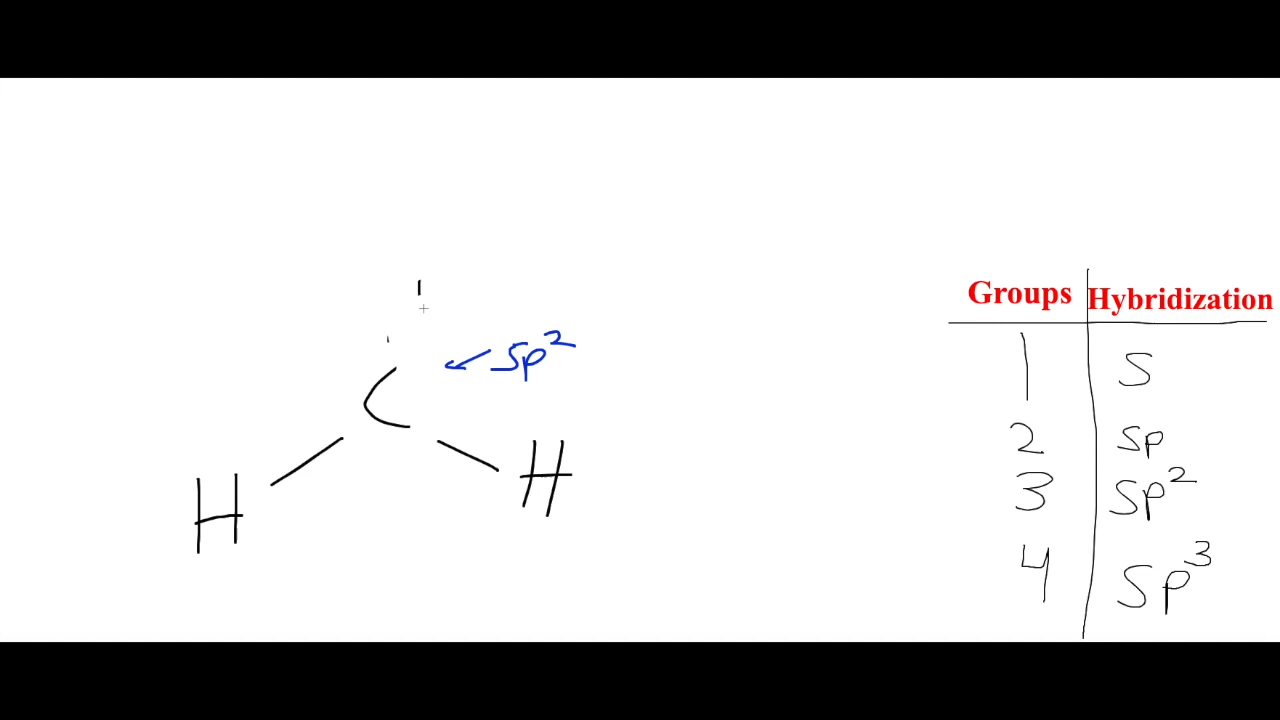 sp²
C
H H
Groups Hybridization
1 S
2 sp
3 sp²
4 sp³